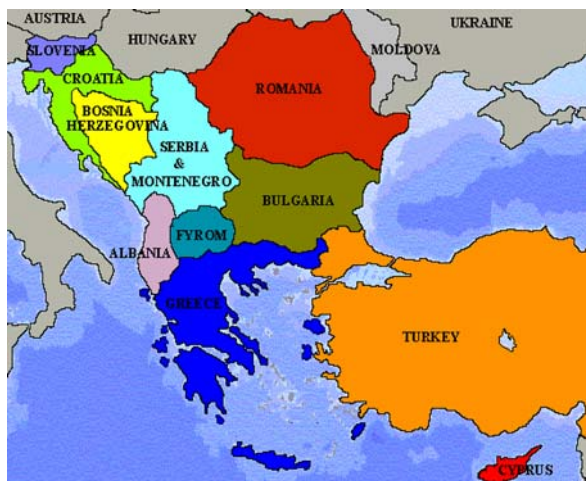 AUSTRIA
UKRAINE
HUNGARY
SLOVENIA
MOLDOVA
CROATIA
ROMANIA
BOSNIA
HERZEGOVINA
SERBIA
&
MONTENEGRO
BULGARIA
FYROM
ALBANIA
GREECE
TURKEY
CYPRUS